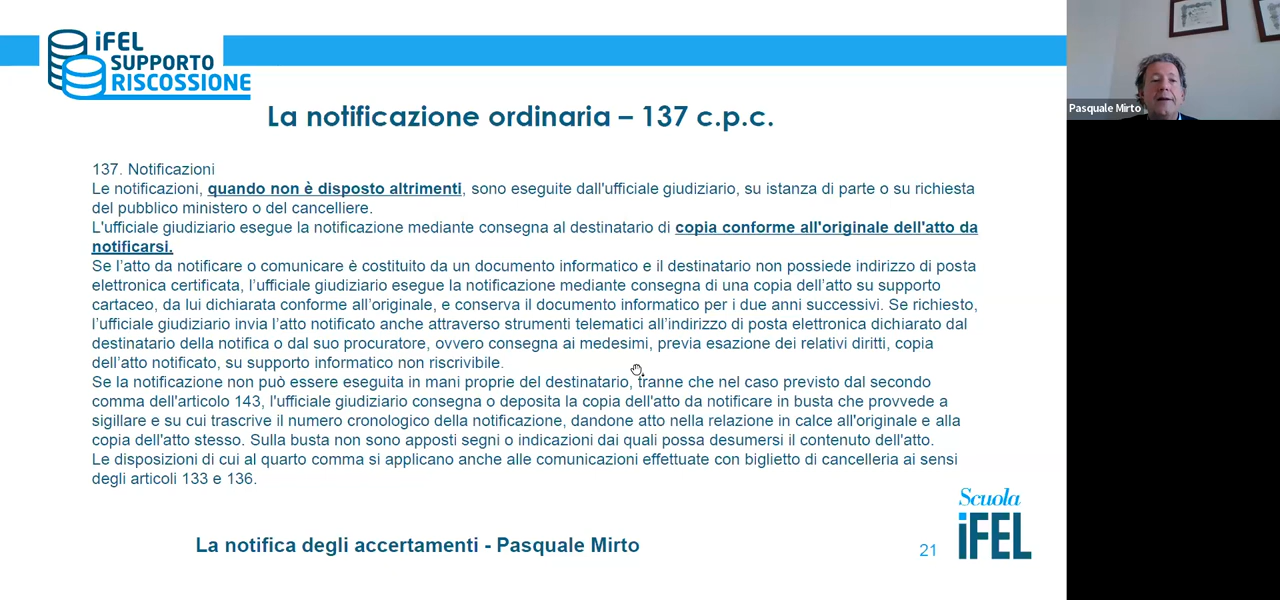 iFEL
SUPPORTO
RISCOSSIONE
La notificazione ordinaria – 137 c.p.c.
Pasquale Mirto
137. Notificazioni
Le notificazioni, quando non è disposto altrimenti, sono eseguite dall'ufficiale giudiziario, su istanza di parte o su richiesta
del pubblico ministero o del cancelliere.
L'ufficiale giudiziario esegue la notificazione mediante consegna al destinatario di copia conforme all'originale dell'atto da
notificarsi.
Se l’atto da notificare o comunicare è costituito da un documento informatico e il destinatario non possiede indirizzo di posta
elettronica certificata, l’ufficiale giudiziario esegue la notificazione mediante consegna di una copia dell’atto su supporto
cartaceo, da lui dichiarata conforme all’originale, e conserva il documento informatico per i due anni successivi. Se richiesto,
l’ufficiale giudiziario invia l’atto notificato anche attraverso strumenti telematici all’indirizzo di posta elettronica dichiarato dal
destinatario della notifica o dal suo procuratore, ovvero consegna ai medesimi, previa esazione dei relativi diritti, copia
dell’atto notificato, su supporto informatico non riscrivibile.
Se la notificazione non può essere eseguita in mani proprie del destinatario, tranne che nel caso previsto dal secondo
comma dell'articolo 143, l'ufficiale giudiziario consegna o deposita la copia dell'atto da notificare in busta che provvede a
sigillare e su cui trascrive il numero cronologico della notificazione, dandone atto nella relazione in calce all'originale e alla
copia dell'atto stesso. Sulla busta non sono apposti segni o indicazioni dai quali possa desumersi il contenuto dell'atto.
Le disposizioni di cui al quarto comma si applicano anche alle comunicazioni effettuate con biglietto di cancelleria ai sensi
degli articoli 133 e 136.
La notifica degli accertamenti - Pasquale Mirto
21
Scuola
iFEL